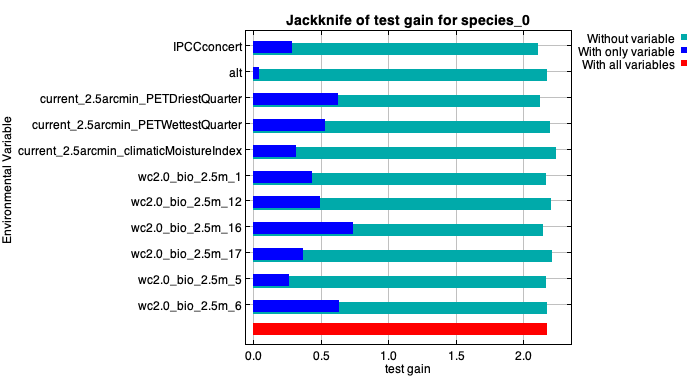 Jackknife of test gain for species_0
Without variable
With only variable
With all variables
Environmental Variable
IPCCconcert
alt
current_2.5arcmin_PETDriestQuarter
current_2.5arcmin_PETWettestQuarter
current_2.5arcmin_climaticMoistureIndex
wc2.0_bio_2.5m_1
wc2.0_bio_2.5m_12
wc2.0_bio_2.5m_16
wc2.0_bio_2.5m_17
wc2.0_bio_2.5m_5
wc2.0_bio_2.5m_6
0.0 0.5 1.0 1.5 2.0
test gain